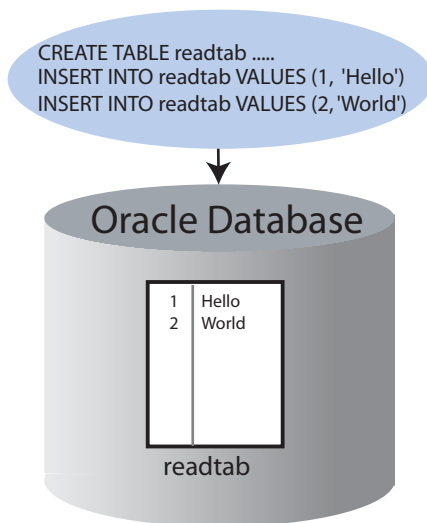 CREATE TABLE readtab .....
INSERT INTO readtab VALUES (1, 'Hello')
INSERT INTO readtab VALUES (2, 'World')
Oracle Database
1 Hello
2 World
readtab